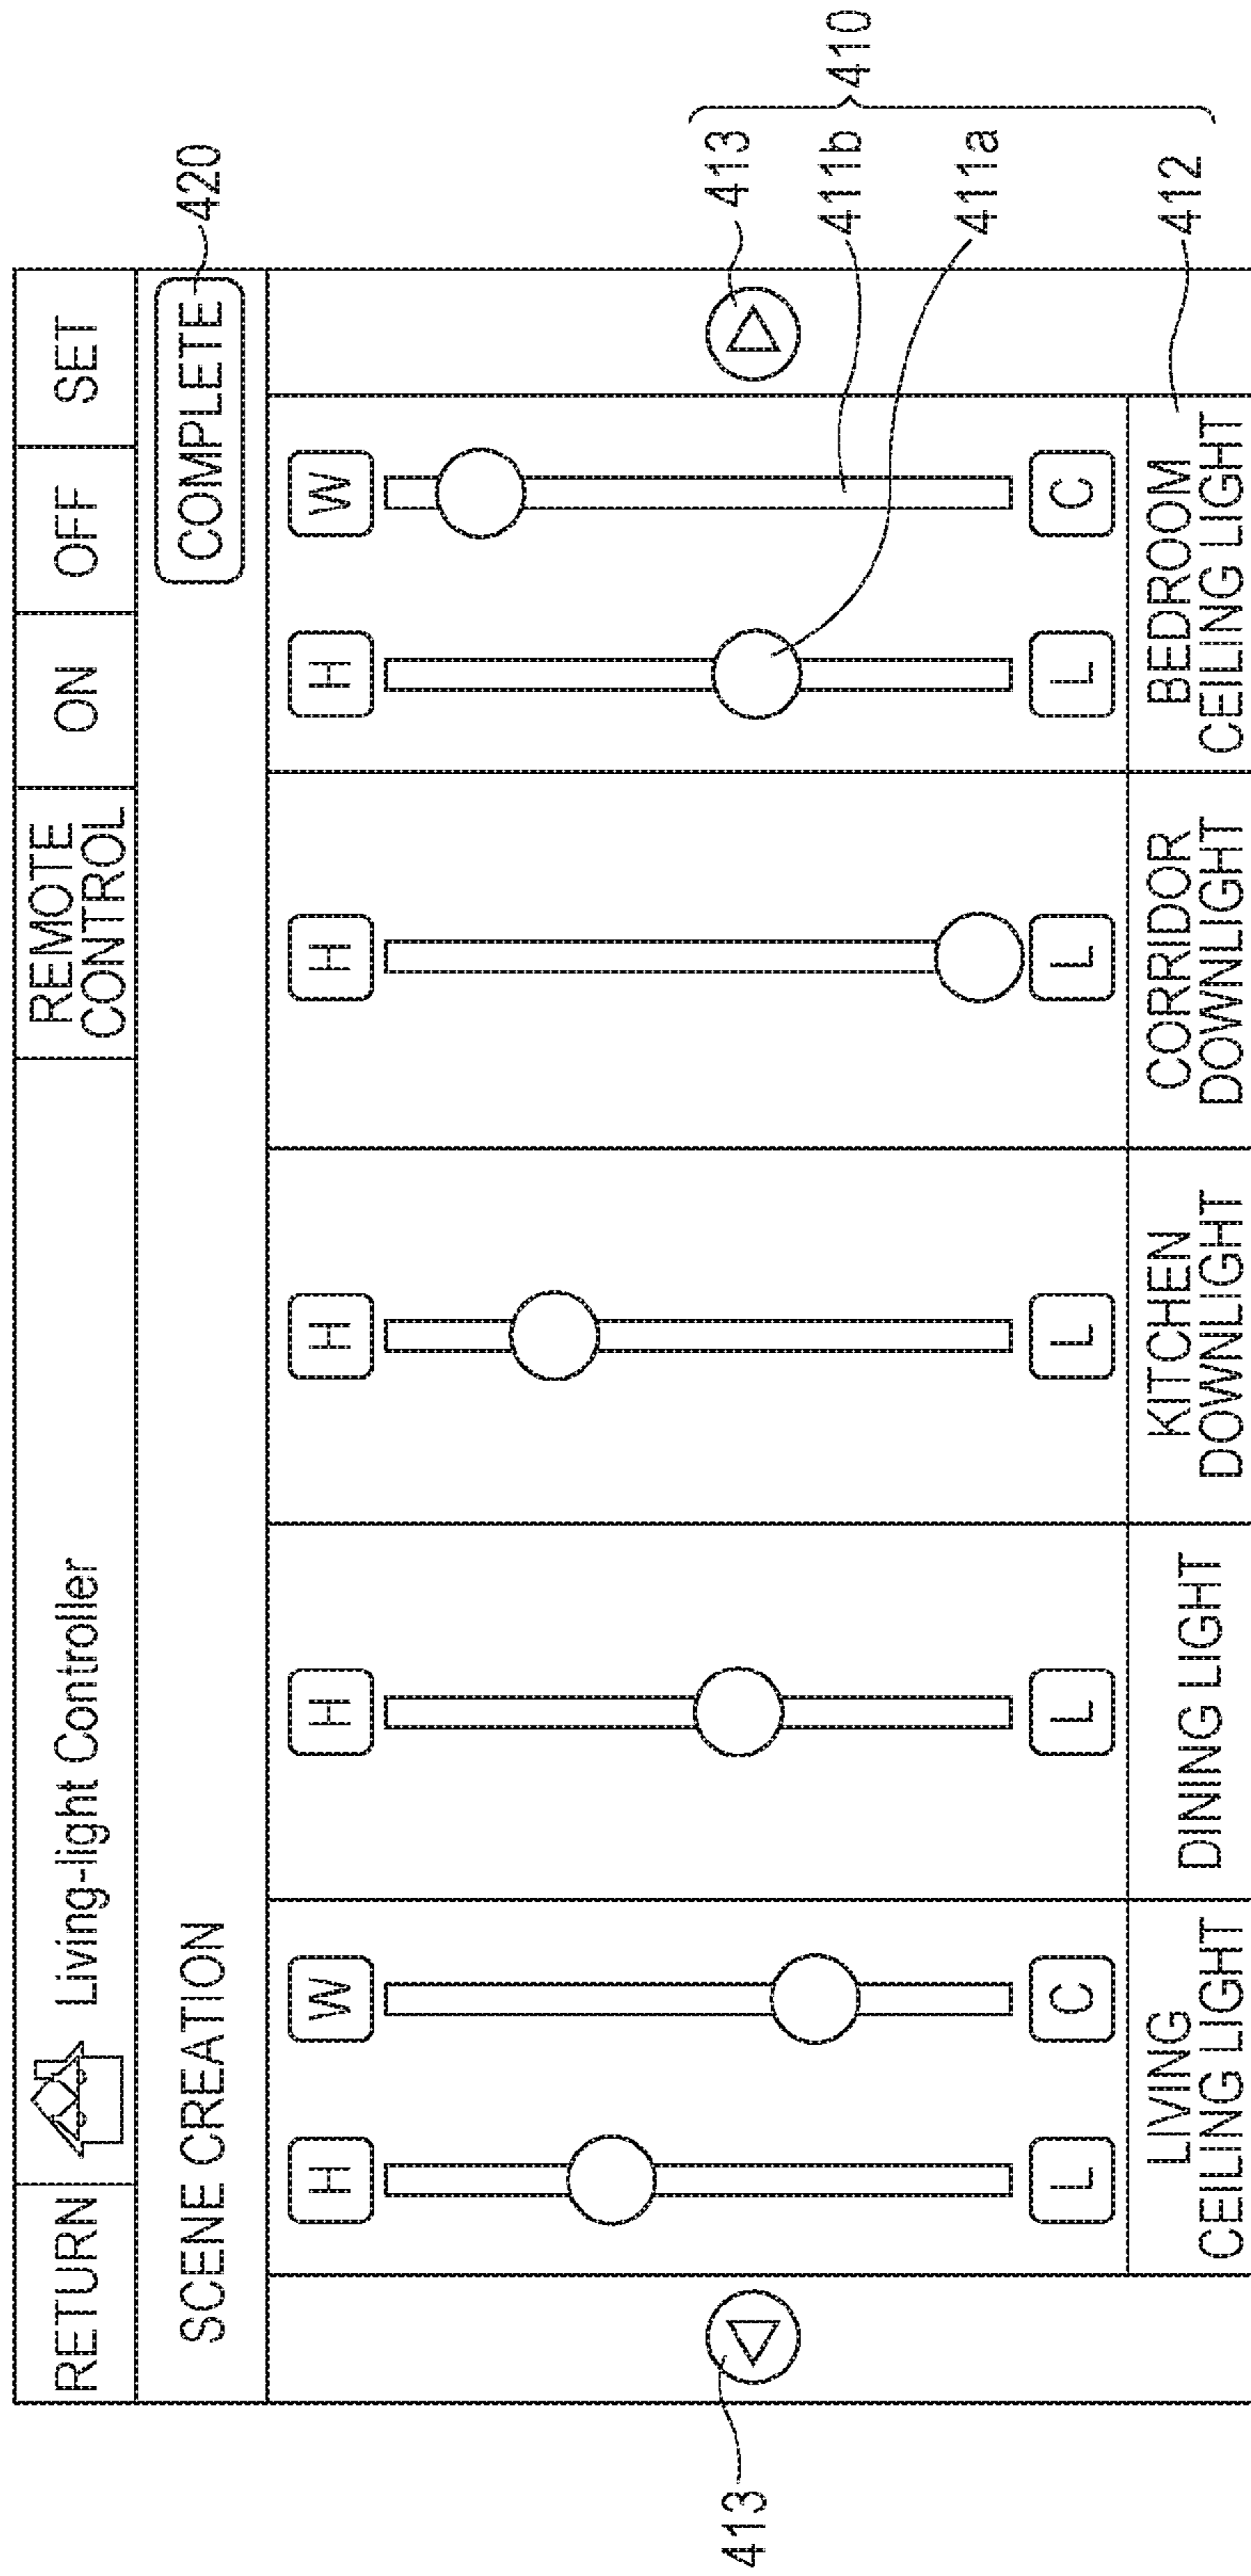 RETURN
Living-light Controller
REMOTE
CONTROL
ON
OFF
SET
SCENE CREATION
COMPLETE
420
H
W
H
H
H
H
W
413
413
411b
411a
410
L
C
L
L
L
L
C
LIVING
CEILING LIGHT
DINING LIGHT
KITCHEN
DOWNLIGHT
CORRIDOR
DOWNLIGHT
BEDROOM
CEILING LIGHT
412